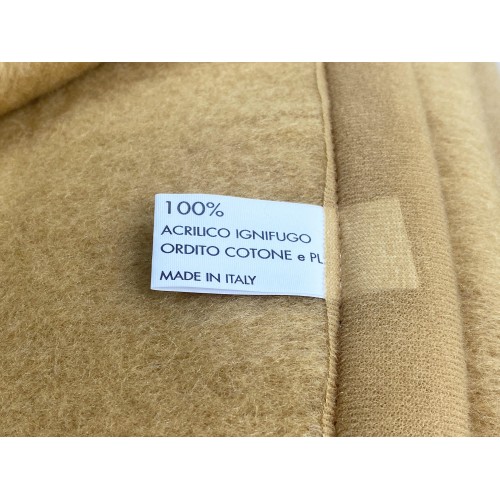 100%
ACRILICO IGNIFUGO
ORDITO COTONE e PL
MADE IN ITALY